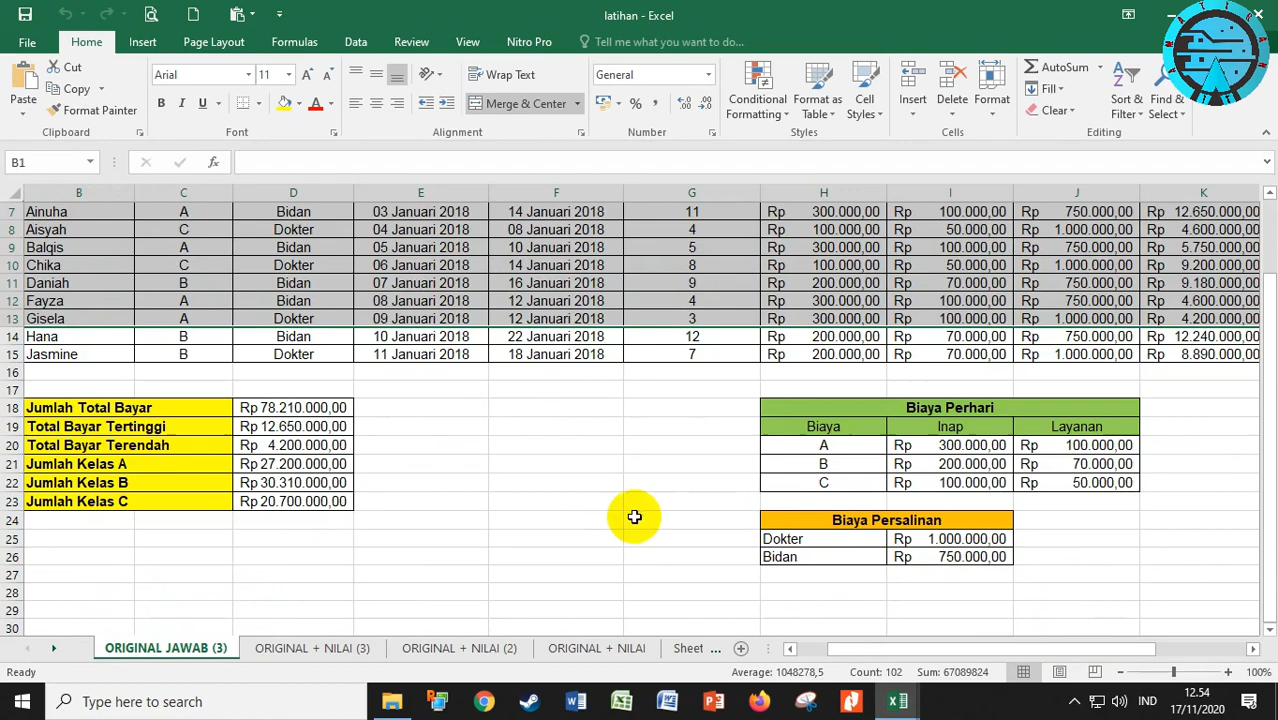 latihan - Excel
File Home Insert Page Layout Formulas Data Review View Nitro Pro Tell me what you want to do...
Paste Cut Copy Format Painter
Arial 11
B I U
Wrap Text
Merge & Center
General
Conditional Formatting Format as Table Cell Styles
Insert Delete Format
AutoSum Fill Clear
Sort & Filter Find & Select
Clipboard Font Alignment Number Styles Cells Editing
B1 fx
B C D E F G H I J K
7 Ainuha A Bidan 03 Januari 2018 14 Januari 2018 11 Rp 300.000,00 Rp 100.000,00 Rp 750.000,00 Rp 12.650.000,00
8 Aisyah C Dokter 04 Januari 2018 08 Januari 2018 4 Rp 100.000,00 Rp 50.000,00 Rp 1.000.000,00 Rp 4.600.000,00
9 Balqis A Bidan 05 Januari 2018 10 Januari 2018 5 Rp 300.000,00 Rp 100.000,00 Rp 750.000,00 Rp 5.750.000,00
10 Chika C Dokter 06 Januari 2018 14 Januari 2018 8 Rp 100.000,00 Rp 50.000,00 Rp 1.000.000,00 Rp 9.200.000,00
11 Daniah B Bidan 07 Januari 2018 16 Januari 2018 9 Rp 200.000,00 Rp 70.000,00 Rp 750.000,00 Rp 9.180.000,00
12 Fayza A Bidan 08 Januari 2018 12 Januari 2018 4 Rp 300.000,00 Rp 100.000,00 Rp 750.000,00 Rp 4.600.000,00
13 Gisela A Dokter 09 Januari 2018 12 Januari 2018 3 Rp 300.000,00 Rp 100.000,00 Rp 1.000.000,00 Rp 4.200.000,00
14 Hana B Bidan 10 Januari 2018 22 Januari 2018 12 Rp 200.000,00 Rp 70.000,00 Rp 750.000,00 Rp 12.240.000,00
15 Jasmine B Dokter 11 Januari 2018 18 Januari 2018 7 Rp 200.000,00 Rp 70.000,00 Rp 1.000.000,00 Rp 8.890.000,00
16
17
18 Jumlah Total Bayar Rp 78.210.000,00 Biaya Perhari
19 Total Bayar Tertinggi Rp 12.650.000,00 Biaya Inap Layanan
20 Total Bayar Terendah Rp 4.200.000,00 A Rp 300.000,00 Rp 100.000,00
21 Jumlah Kelas A Rp 27.200.000,00 B Rp 200.000,00 Rp 70.000,00
22 Jumlah Kelas B Rp 30.310.000,00 C Rp 100.000,00 Rp 50.000,00
23 Jumlah Kelas C Rp 20.700.000,00
24 Biaya Persalinan
25 Dokter Rp 1.000.000,00
26 Bidan Rp 750.000,00
27
28
29
30
ORIGINAL JAWAB (3) ORIGINAL + NILAI (3) ORIGINAL + NILAI (2) ORIGINAL + NILAI Sheet ...
Ready Average: 1048278,5 Count: 102 Sum: 67089824 100%
Type here to search IND 12.54
17/11/2020